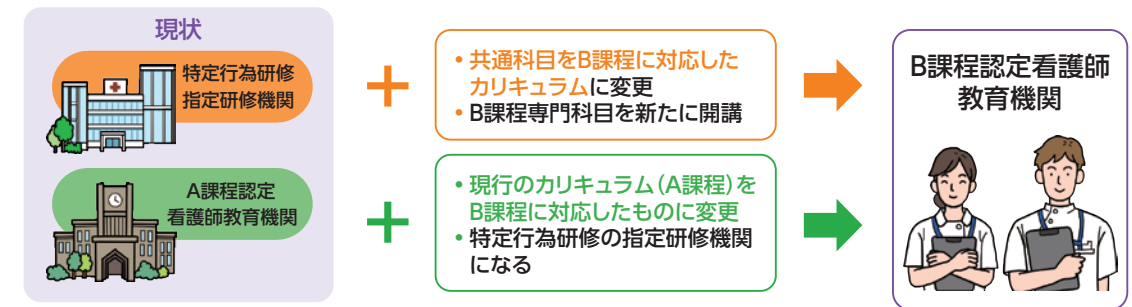 現状
特定行為研修
指定研修機関
＋
• 共通科目をB課程に対応した
カリキュラムに変更
• B課程専門科目を新たに開講
A課程認定
看護師教育機関
＋
• 現行のカリキュラム（A課程）を
B課程に対応したものに変更
• 特定行為研修の指定研修機関
になる
B課程認定看護師
教育機関